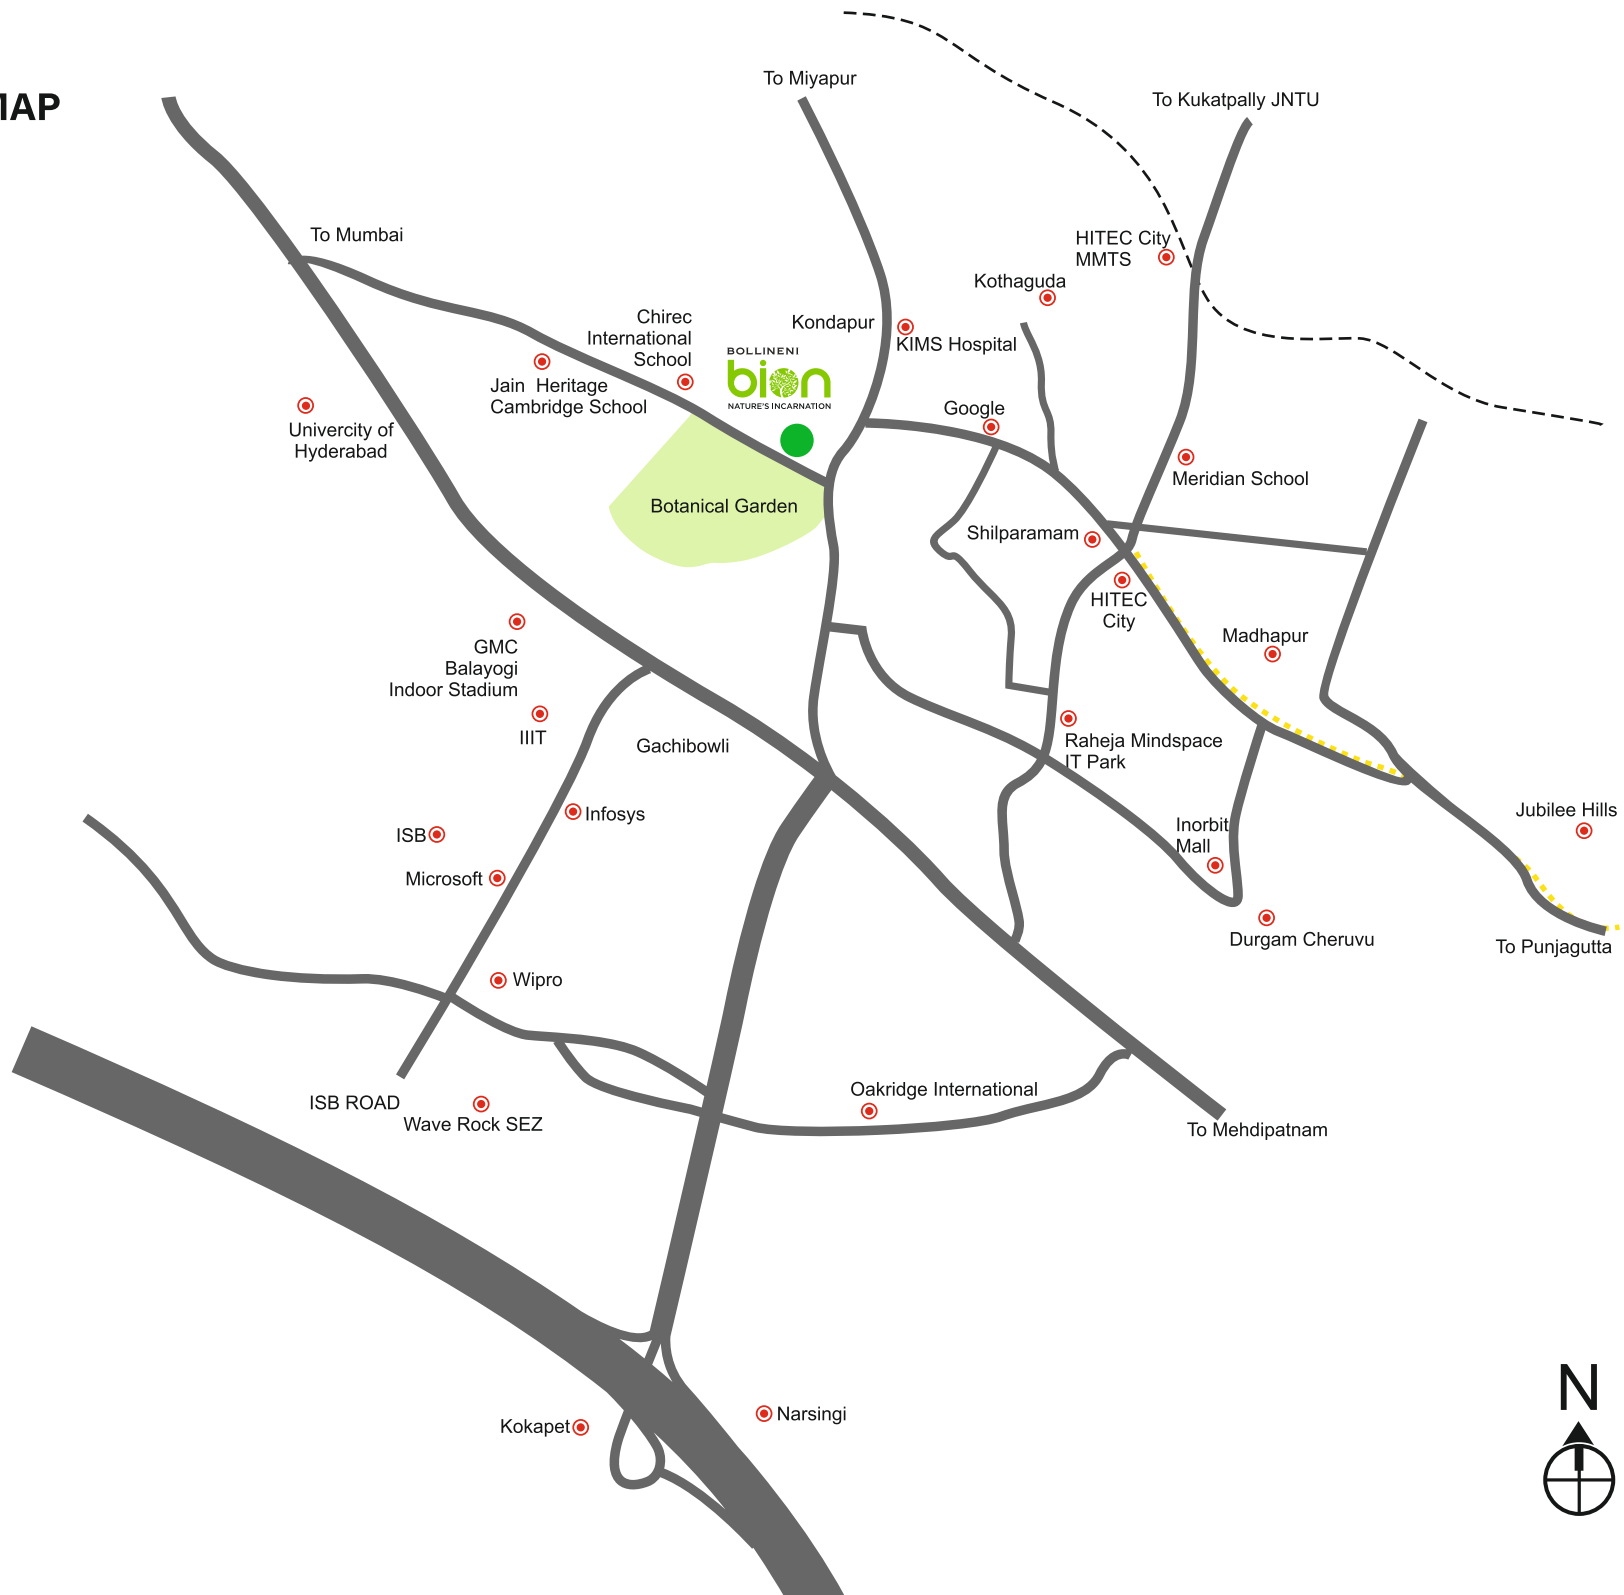 To Miyapur
To Kukatpally JNTU
MAP
To Mumbai
HITEC City
MMTS
Kothaguda
Chirec
International
School
Kondapur
KIMS Hospital
BOLLINENI
bion
NATURE'S INCARNATION
Jain Heritage
Cambridge School
Google
Univercity of
Hyderabad
Meridian School
Botanical Garden
Shilparamam
HITEC
City
Madhapur
GMC
Balayogi
Indoor Stadium
IIIT
Gachibowli
Raheja Mindspace
IT Park
Infosys
ISB
Jubilee Hills
Inorbit
Mall
Microsoft
Durgam Cheruvu
To Punjagutta
Wipro
Oakridge International
ISB ROAD
Wave Rock SEZ
To Mehdipatnam
N
Kokapet
Narsingi